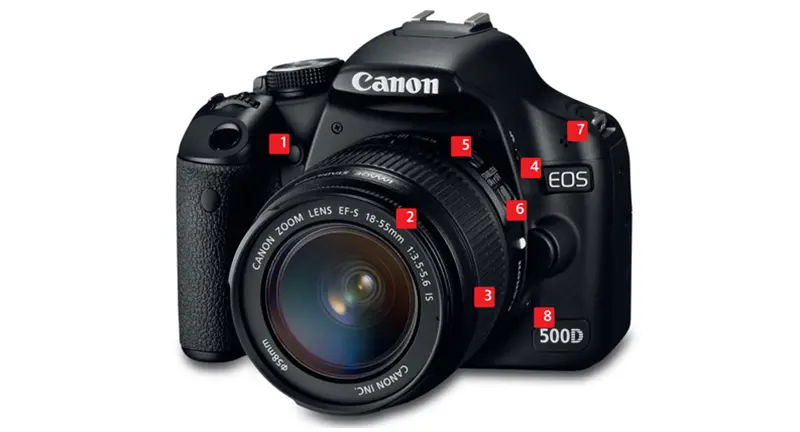 Canon
7
1
5
4
EOS
6
2
CANON ZOOM LENS EF-S 18-55mm 1:3.5-5.6 IS
3
8
500D
Φ58mm
CANON INC.